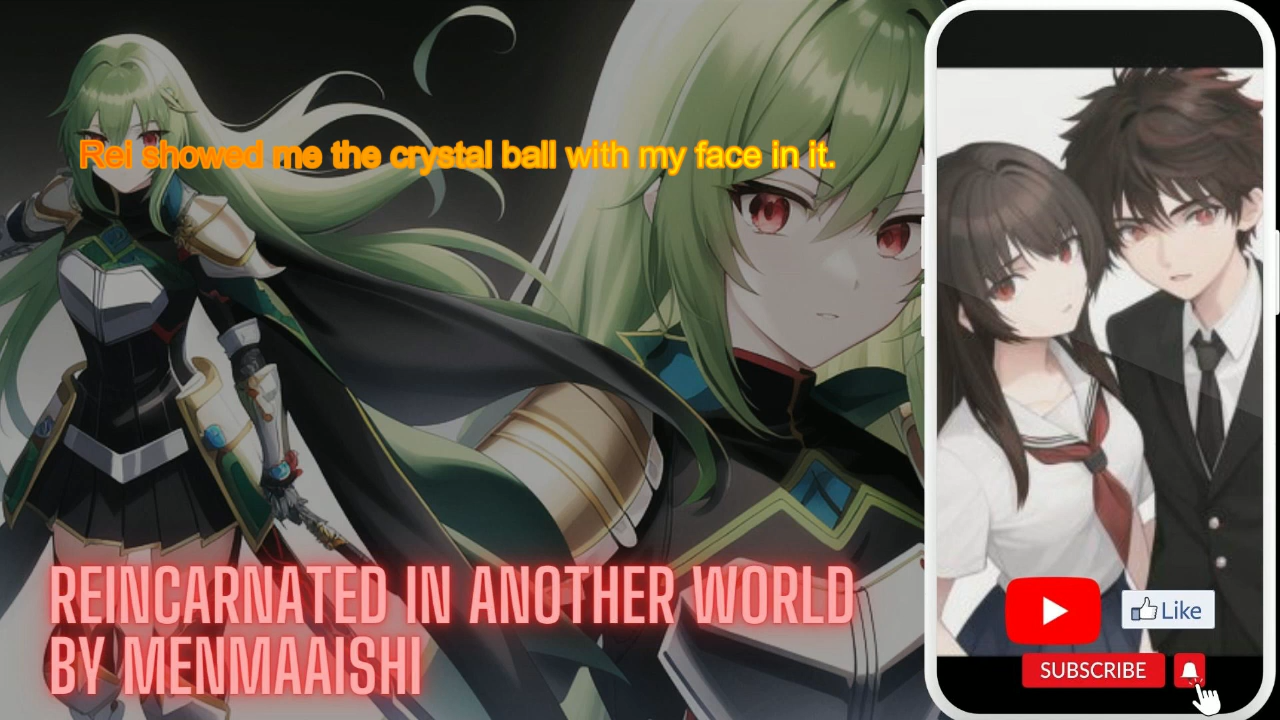 Rei showed me the crystal ball with my face in it.
REINCARNATED IN ANOTHER WORLD
BY MENMAAISHI
Like
SUBSCRIBE